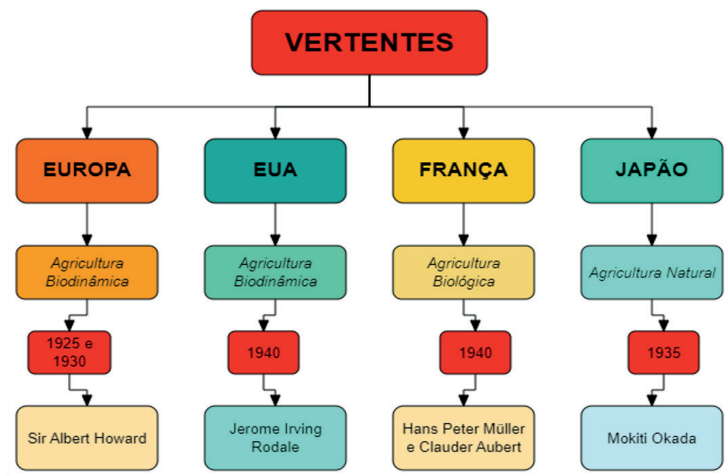 VERTENTES
EUROPA
EUA
FRANÇA
JAPÃO
Agricultura
Biodinâmica
Agricultura
Biodinâmica
Agricultura
Biológica
Agricultura Natural
1925 e
1930
1940
1940
1935
Sir Albert Howard
Jerome Irving
Rodale
Hans Peter Müller
e Clauder Aubert
Mokiti Okada